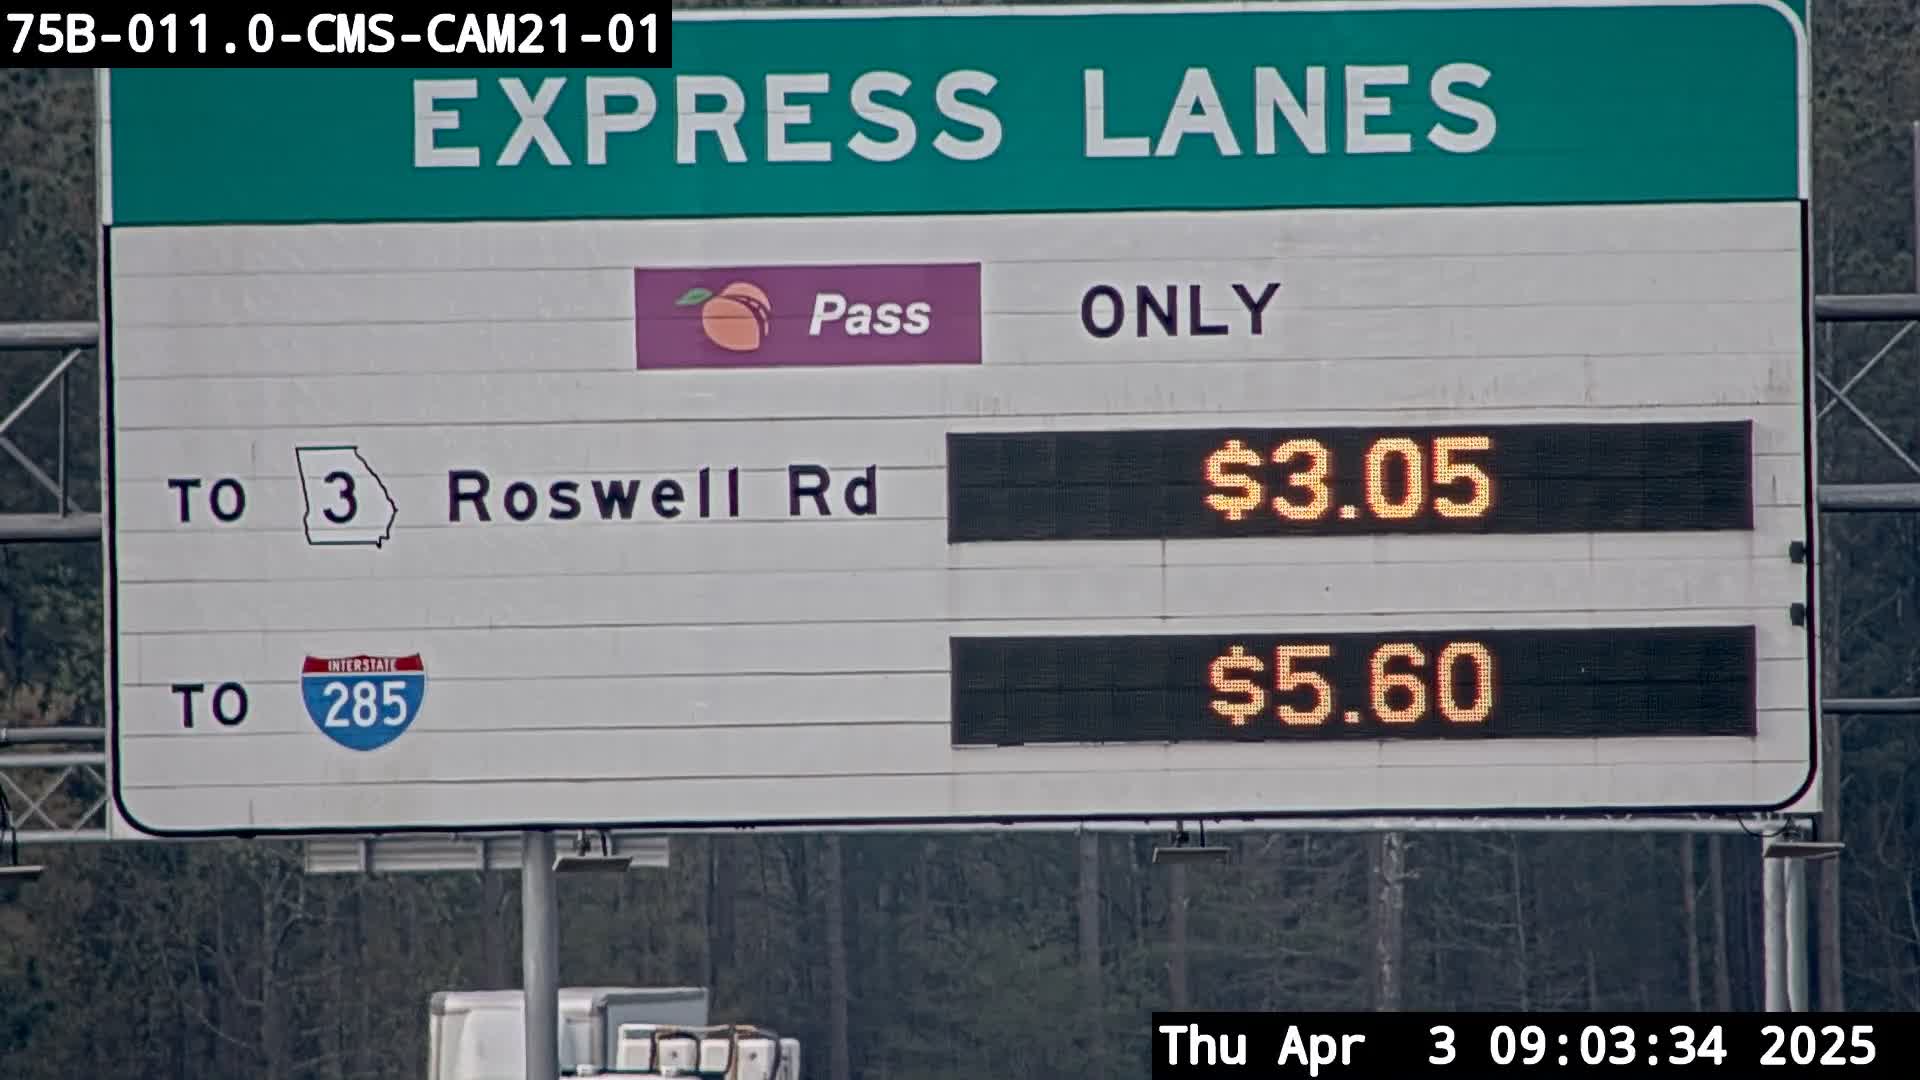 75B-011.0-CMS-CAM21-01
EXPRESS LANES
Pass ONLY
TO 3 Roswell Rd $3.05
INTERSTATE
TO 285 $5.60
Thu Apr 3 09:03:34 2025